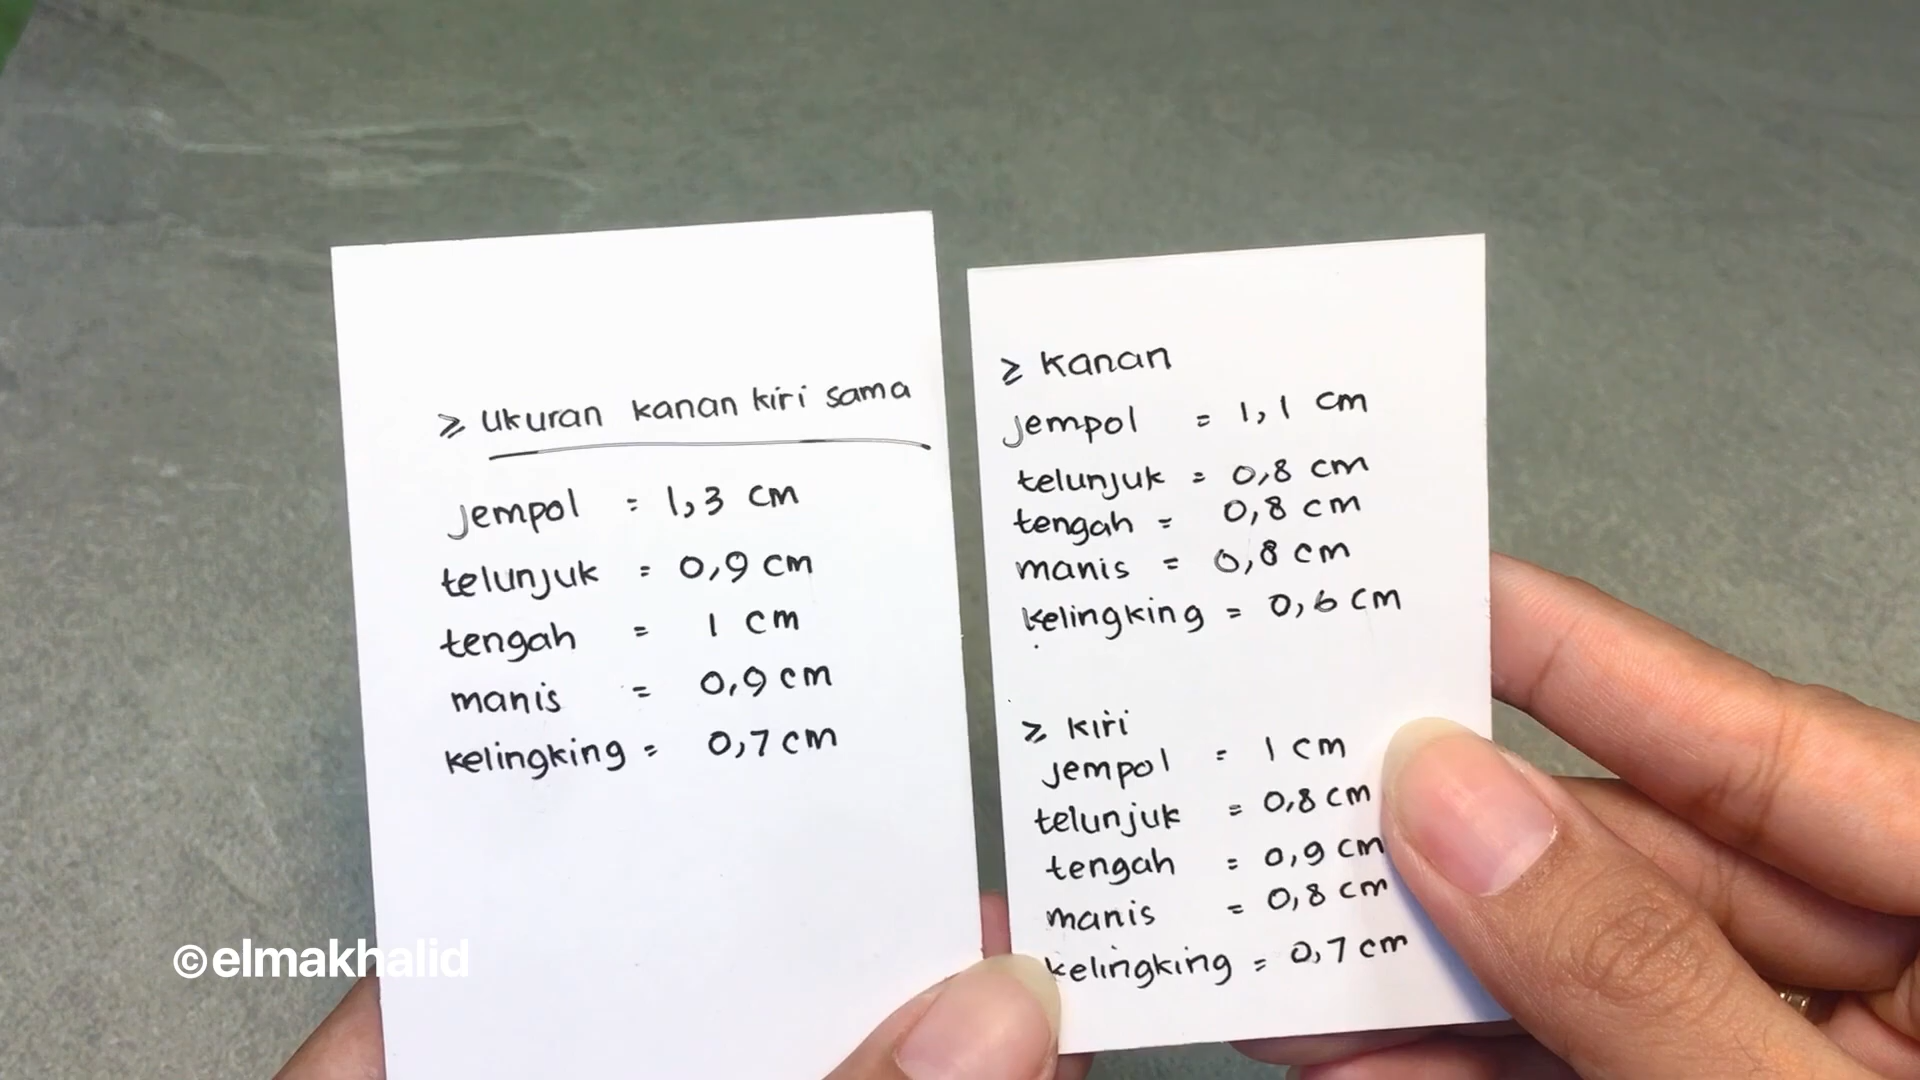 ≥ Ukuran kanan kiri sama
jempol = 1,3 cm
telunjuk = 0,9 cm
tengah = 1 cm
manis = 0,9 cm
kelingking = 0,7 cm
≥ Kanan
jempol = 1,1 cm
telunjuk = 0,8 cm
tengah = 0,8 cm
manis = 0,8 cm
kelingking = 0,6 cm
≥ Kiri
jempol = 1 cm
telunjuk = 0,8 cm
tengah = 0,9 cm
manis = 0,8 cm
kelingking = 0,7 cm
©elmakhalid